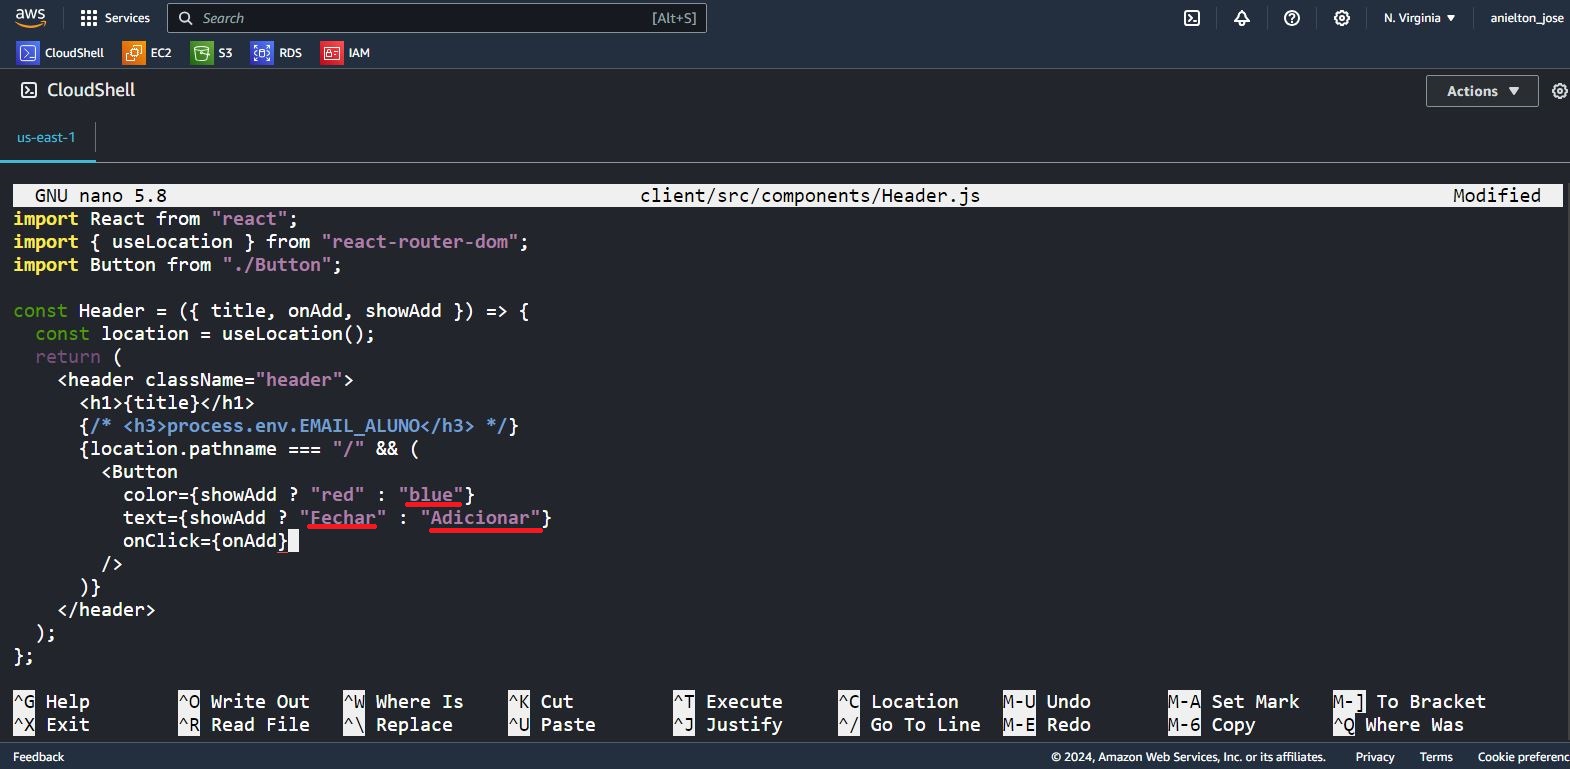 aws Services Search [Alt+S] N. Virginia ▼ anielton_jose
CloudShell EC2 S3 RDS IAM
CloudShell Actions ▼
us-east-1
GNU nano 5.8 client/src/components/Header.js Modified
import React from "react";
import { useLocation } from "react-router-dom";
import Button from "./Button";
const Header = ({ title, onAdd, showAdd }) => {
  const location = useLocation();
  return (
    <header className="header">
      <h1>{title}</h1>
      {/* <h3>process.env.EMAIL_ALUNO</h3> */}
      {location.pathname === "/" && (
        <Button
          color={showAdd ? "red" : "blue"}
          text={showAdd ? "Fechar" : "Adicionar"}
          onClick={onAdd}
        />
      )}
    </header>
  );
};
^G Help ^O Write Out ^W Where Is ^K Cut ^T Execute ^C Location M-U Undo M-A Set Mark M-] To Bracket
^X Exit ^R Read File ^\ Replace ^U Paste ^J Justify ^/ Go To Line M-E Redo M-6 Copy ^Q Where Was
Feedback © 2024, Amazon Web Services, Inc. or its affiliates. Privacy Terms Cookie preferenc